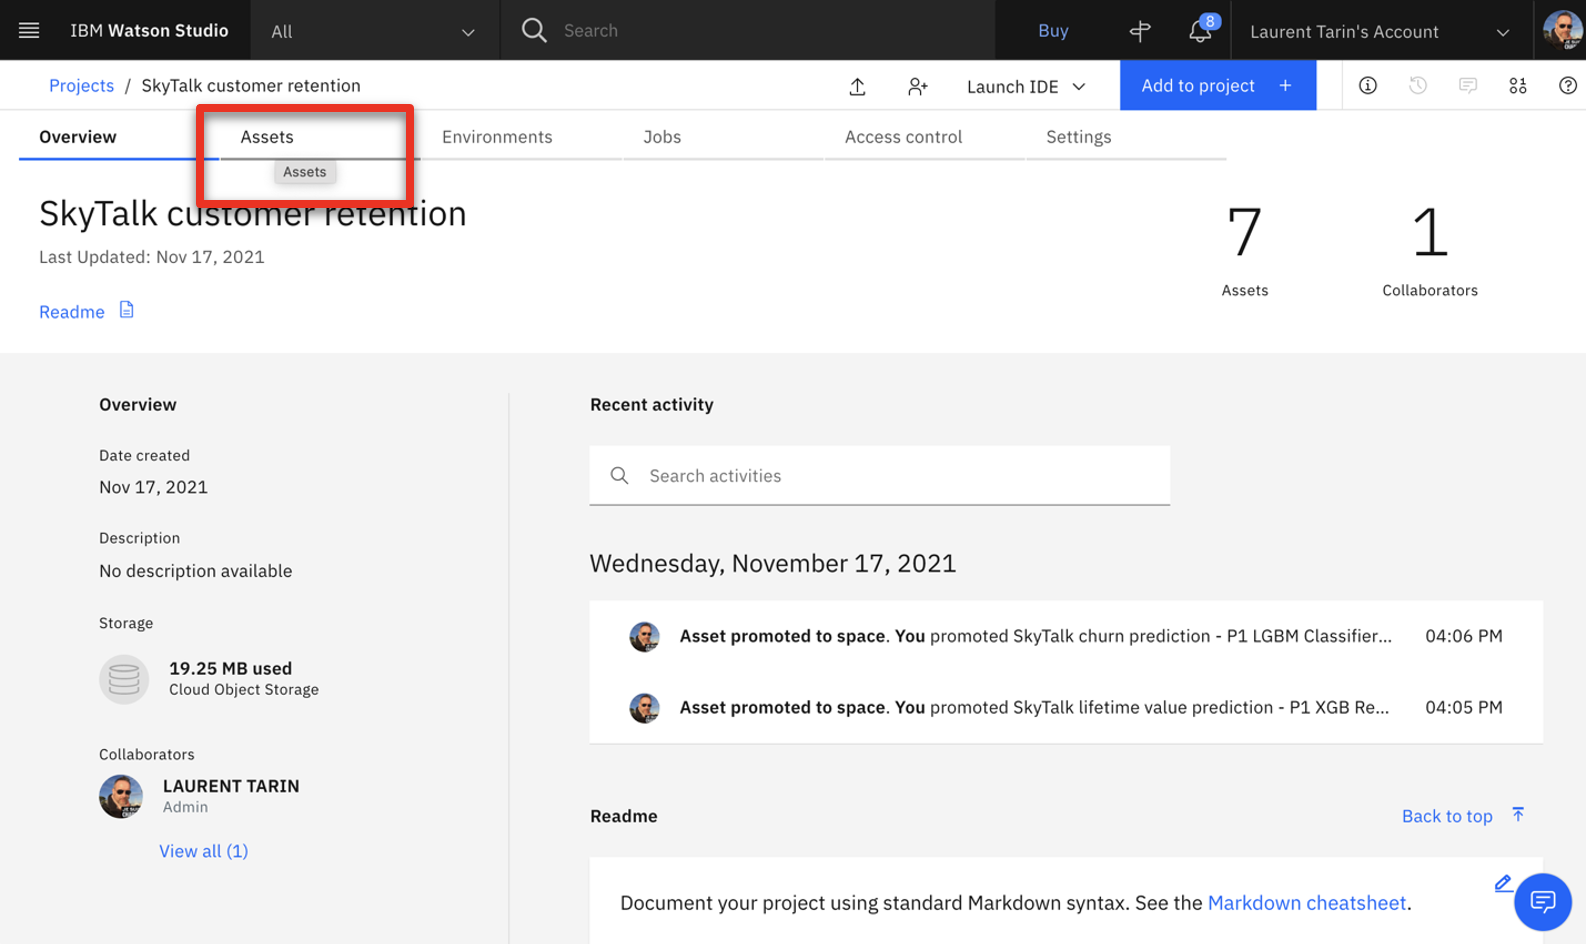 IBM Watson Studio
All
Search
Buy
8
Laurent Tarin's Account
Projects / SkyTalk customer retention
Launch IDE
Add to project +
Overview
Assets
Environments
Jobs
Access control
Settings
Assets
SkyTalk customer retention
Last Updated: Nov 17, 2021
Readme
7
Assets
1
Collaborators
Overview
Date created
Nov 17, 2021
Description
No description available
Storage
19.25 MB used
Cloud Object Storage
Collaborators
LAURENT TARIN
Admin
View all (1)
Recent activity
Search activities
Wednesday, November 17, 2021
Asset promoted to space. You promoted SkyTalk churn prediction - P1 LGBM Classifier... 04:06 PM
Asset promoted to space. You promoted SkyTalk lifetime value prediction - P1 XGB Re... 04:05 PM
Readme
Back to top
Document your project using standard Markdown syntax. See the Markdown cheatsheet.